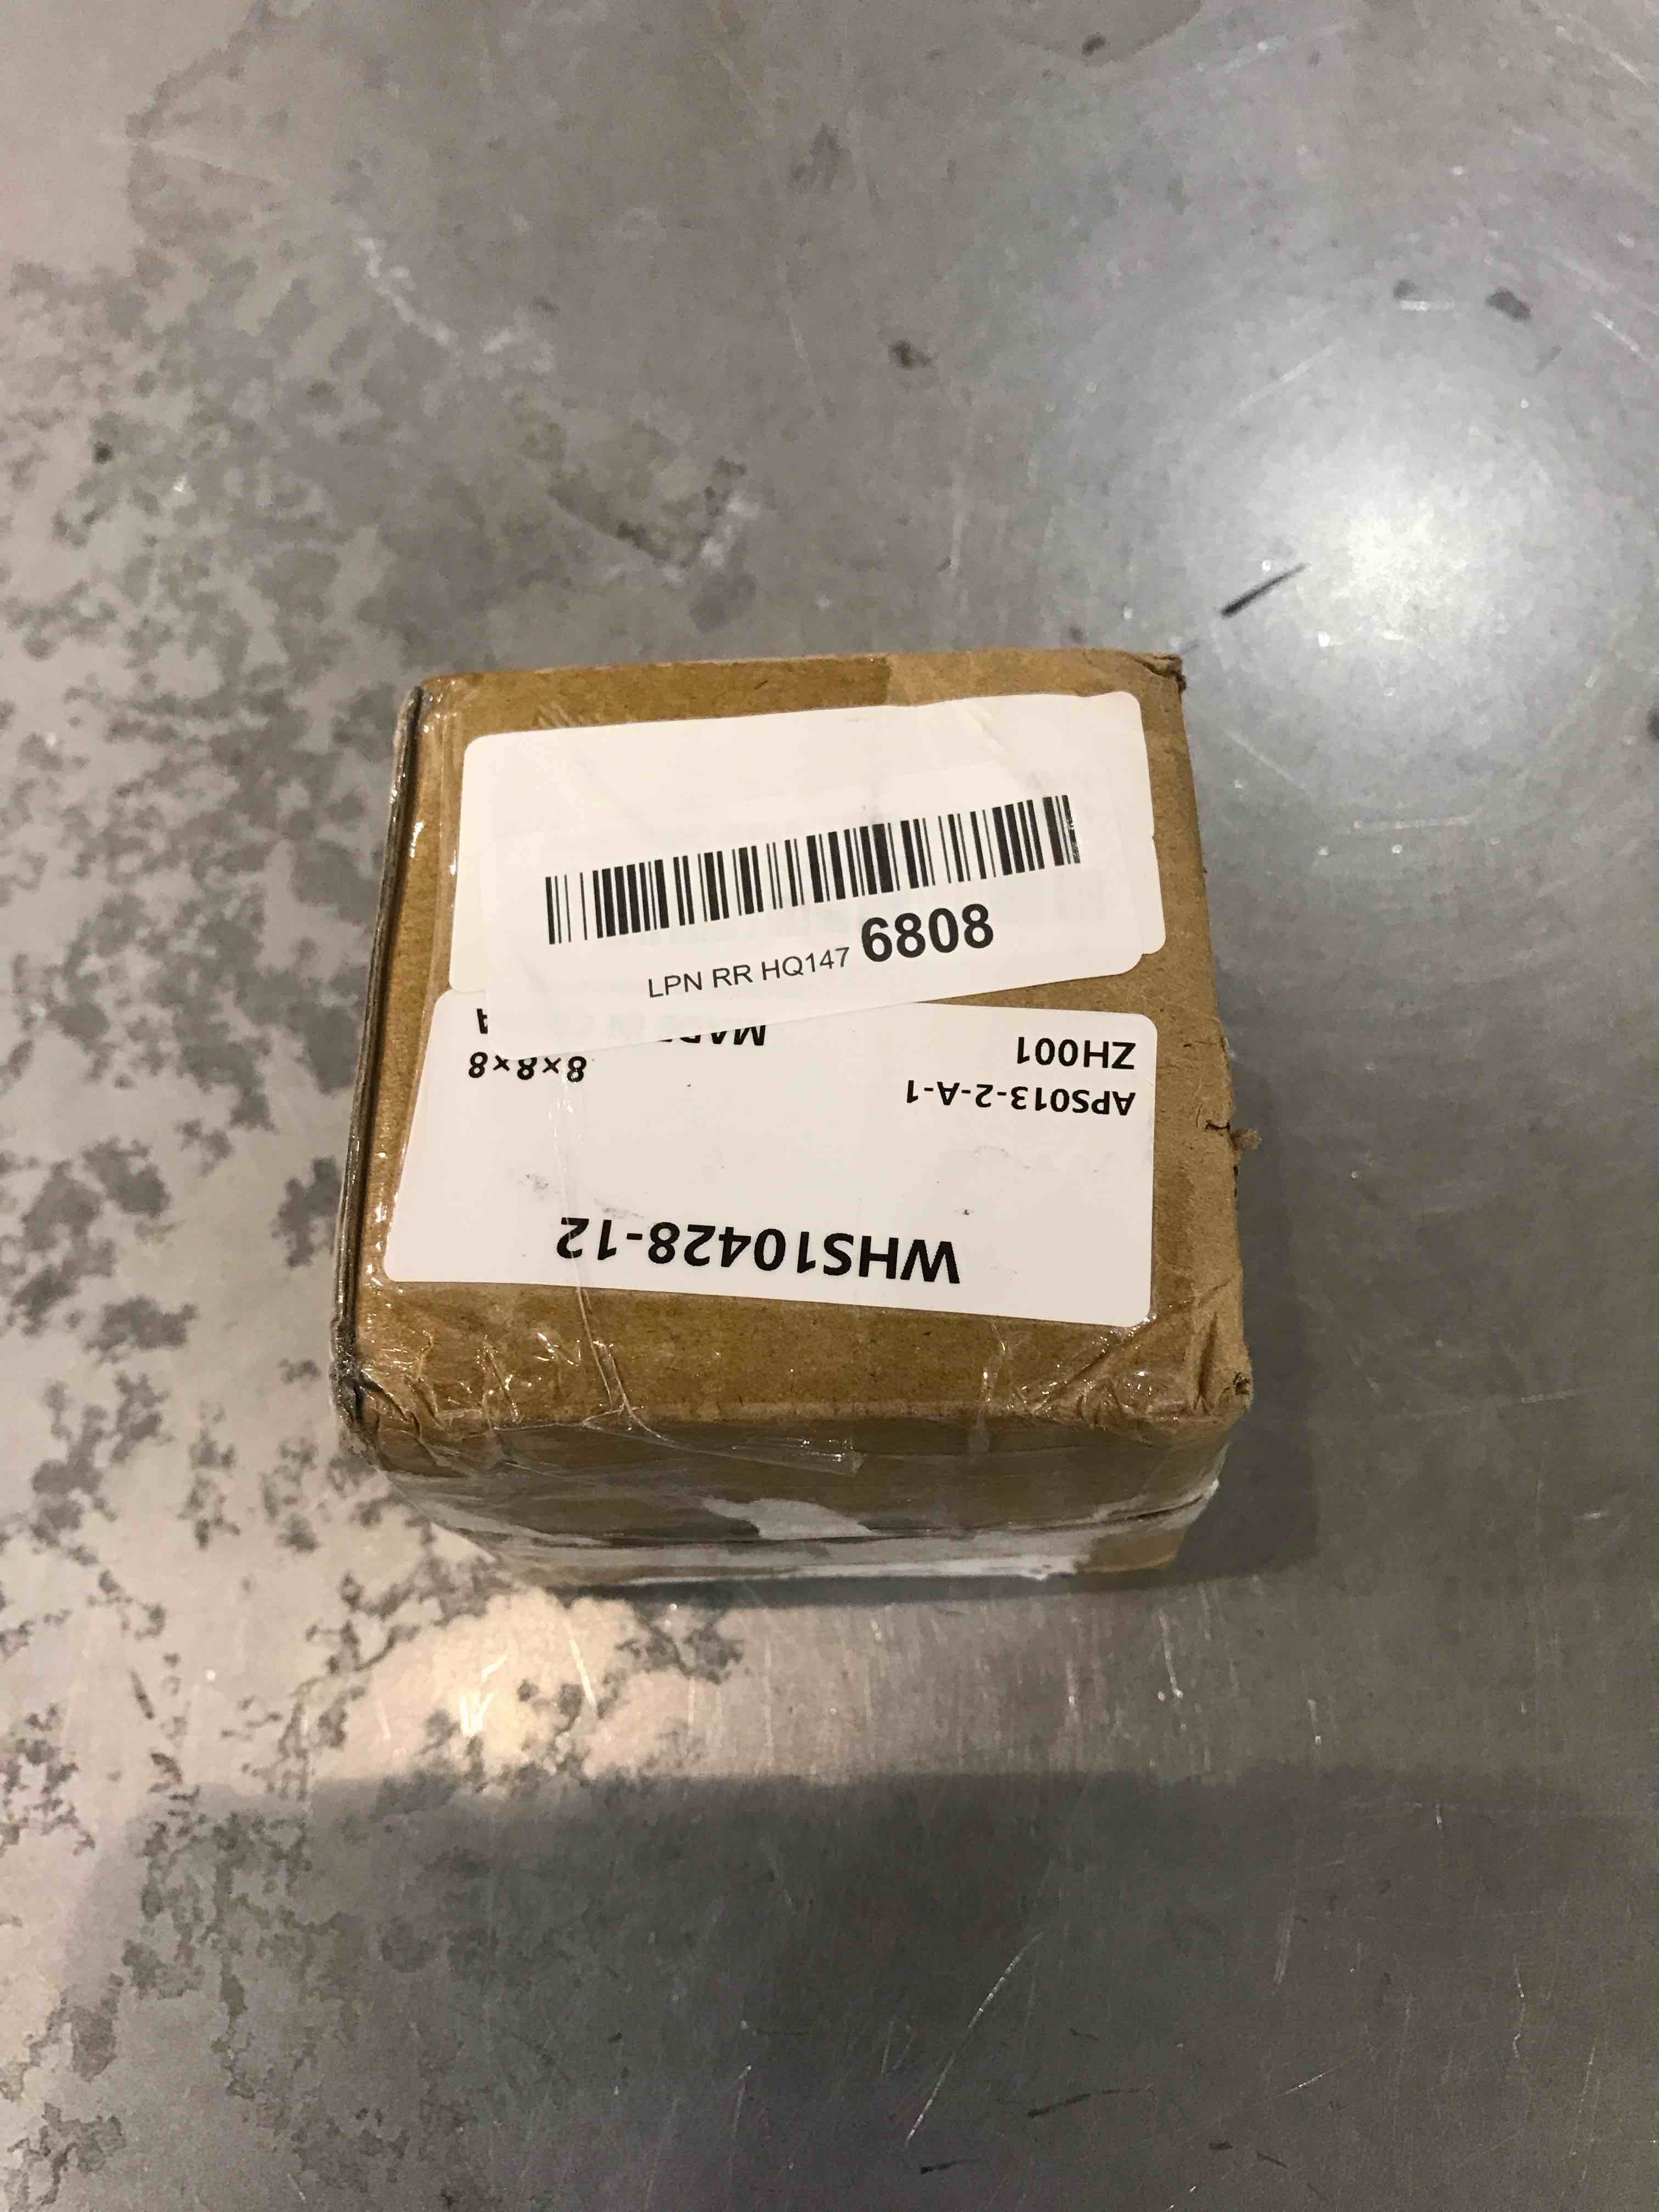 LPN RR HQ147 6808
WHS10428-12
APS013-2-A-1
8×8×8
ZH001